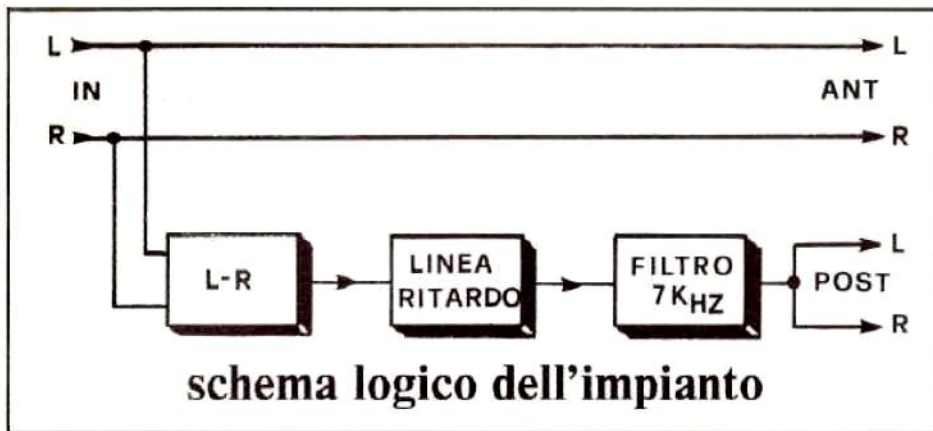 L L
IN ANT
R R
L-R
LINEA
RITARDO
FILTRO
7KHZ
L
POST
R
schema logico dell'impianto